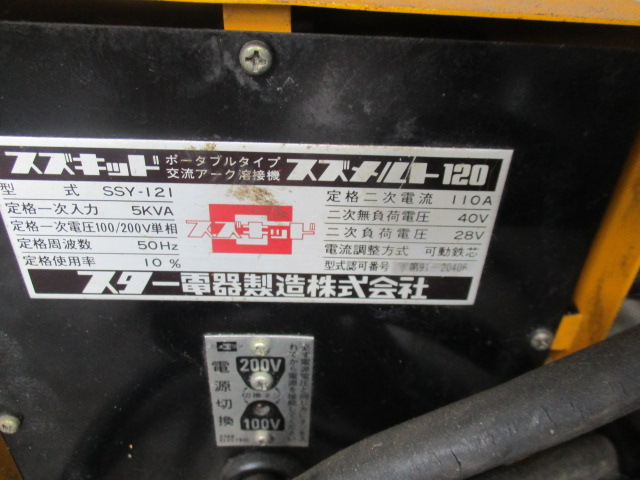 スズキッド ポータブルタイプ 交流アーク溶接機 スズメルト120
型式 SSY-121
定格一次入力 5KVA
定格一次電圧100/200V単相
定格周波数 50Hz
定格使用率 10%
スズキッド
定格二次電流 110A
二次無負荷電圧 40V
二次負荷電圧 28V
電流調整方式 可動鉄芯
型式認可番号
スター電器製造株式会社
電源切換
200V
100V